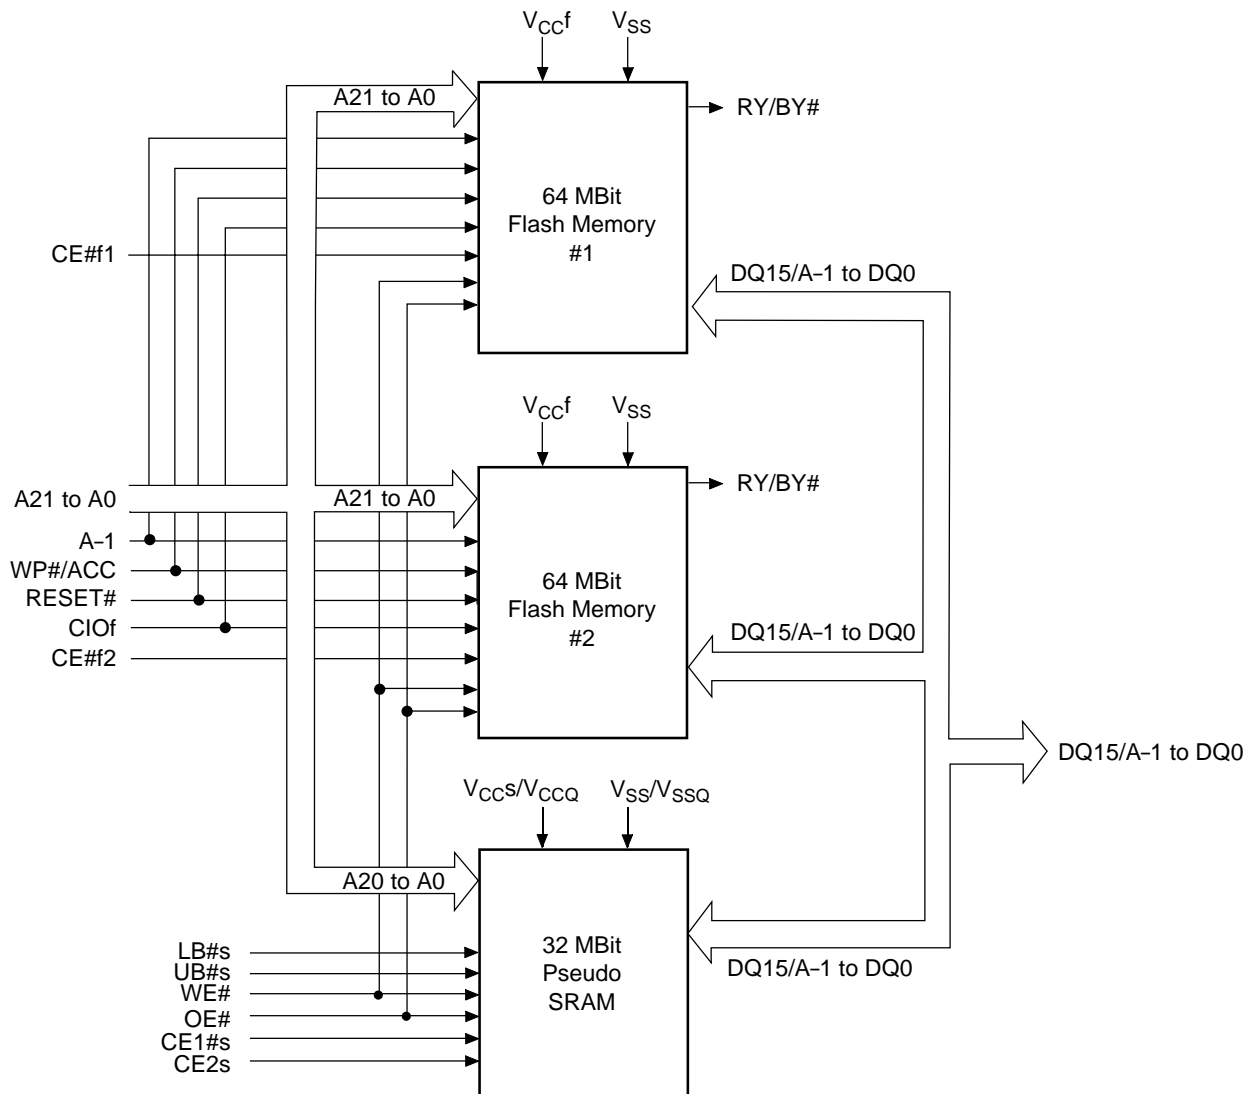 VCCf VSS
A21 to A0
RY/BY#
64 MBit
Flash Memory
#1
CE#f1
DQ15/A–1 to DQ0
VCCf VSS
A21 to A0
A21 to A0
RY/BY#
A–1
WP#/ACC
RESET#
CIOf
CE#f2
64 MBit
Flash Memory
#2
DQ15/A–1 to DQ0
DQ15/A–1 to DQ0
VCCs/VCCQ VSS/VSSQ
A20 to A0
LB#s
UB#s
WE#
OE#
CE1#s
CE2s
32 MBit
Pseudo
SRAM
DQ15/A–1 to DQ0